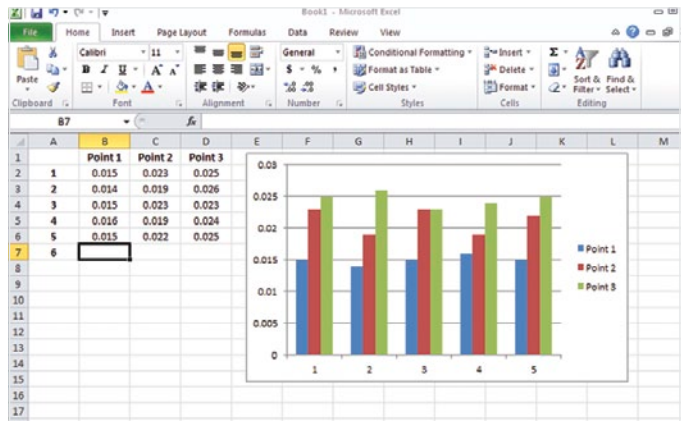 Book1 - Microsoft Excel
File Home Insert Page Layout Formulas Data Review View
Calibri 11 General Conditional Formatting Insert Σ
Paste B I U A A $ % , Format as Table Delete Sort & Filter Find & Select
A Cell Styles Format
Clipboard Font Alignment Number Styles Cells Editing
B7 fx
A B C D E F G H I J K L M
1 Point 1 Point 2 Point 3
2 1 0.015 0.023 0.025
3 2 0.014 0.019 0.026
4 3 0.015 0.023 0.023
5 4 0.016 0.019 0.024
6 5 0.015 0.022 0.025
7 6
8
9
10
11
12
13
14
15
16
17
0.03
0.025
0.02
0.015
0.01
0.005
0
1 2 3 4 5
Point 1
Point 2
Point 3